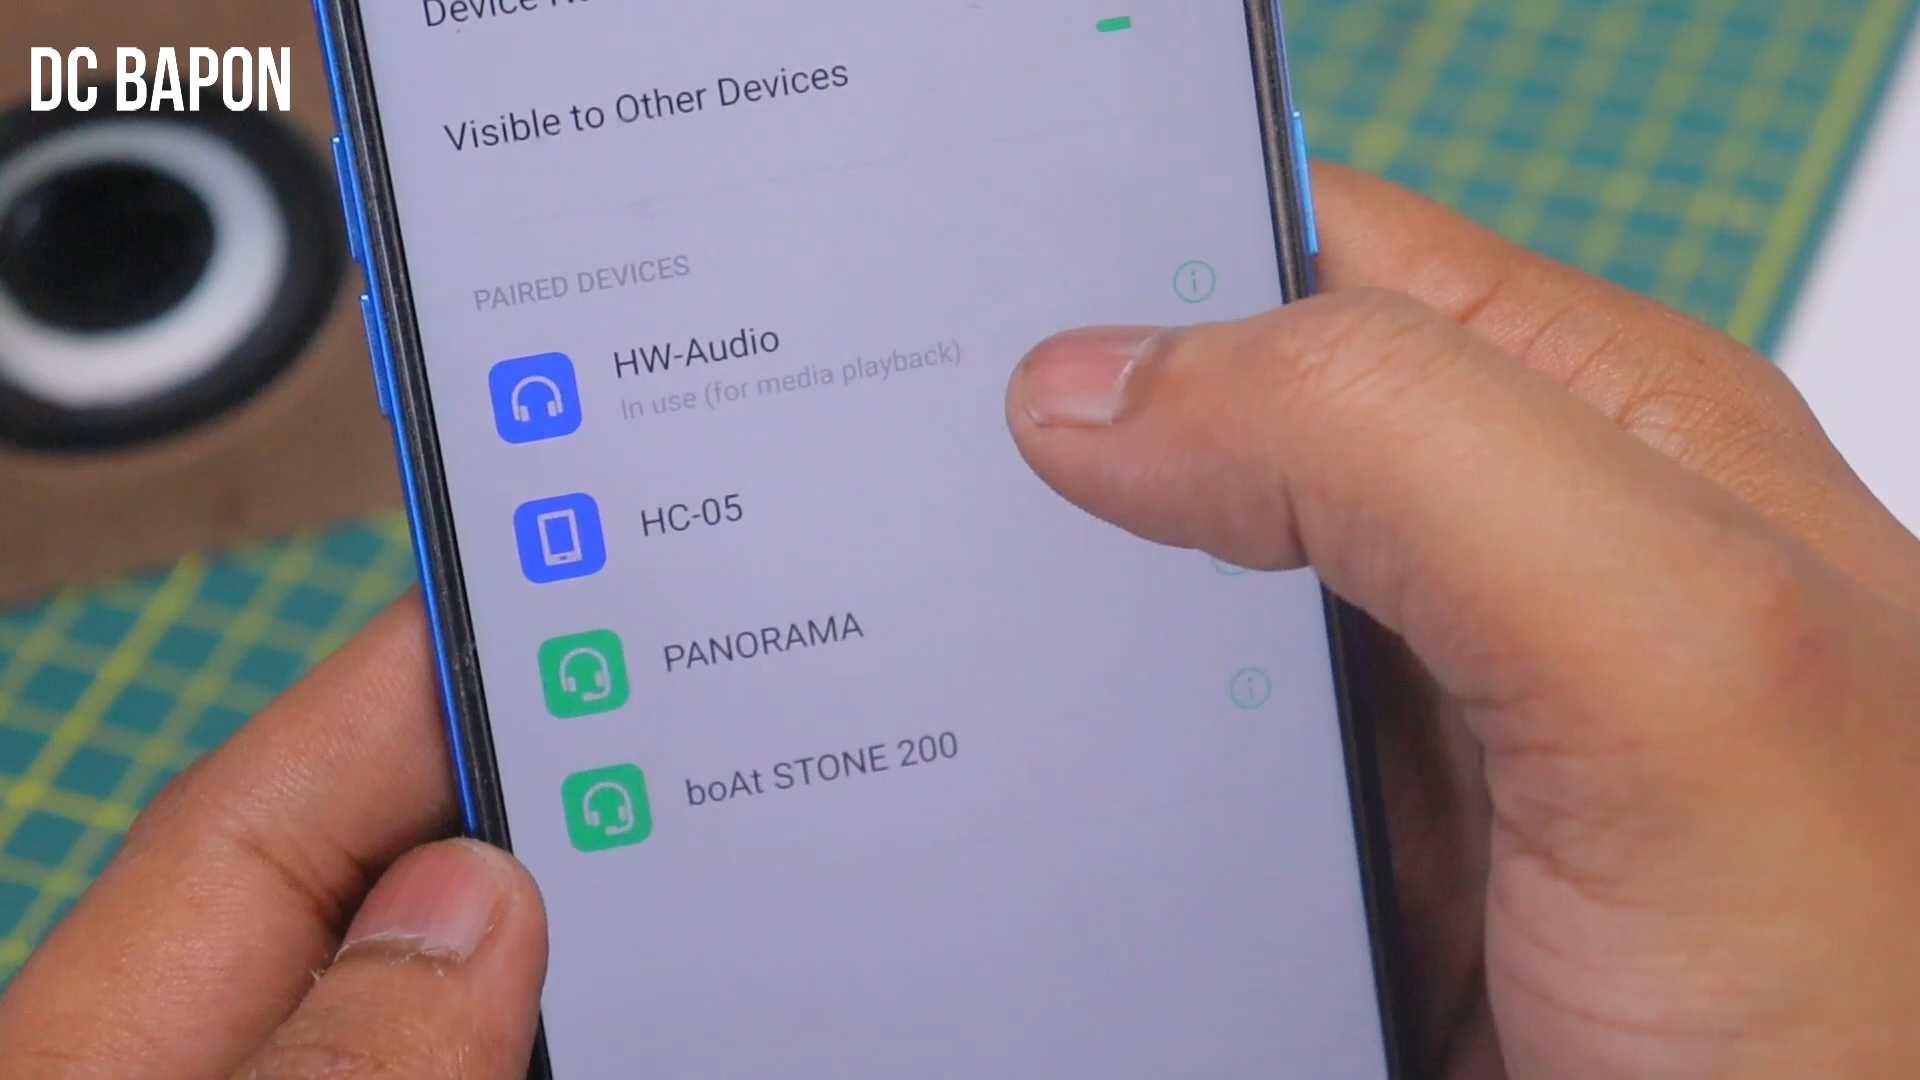 DC BAPON
Device
Visible to Other Devices
PAIRED DEVICES
HW-Audio
In use (for media playback)
HC-05
PANORAMA
boAt STONE 200